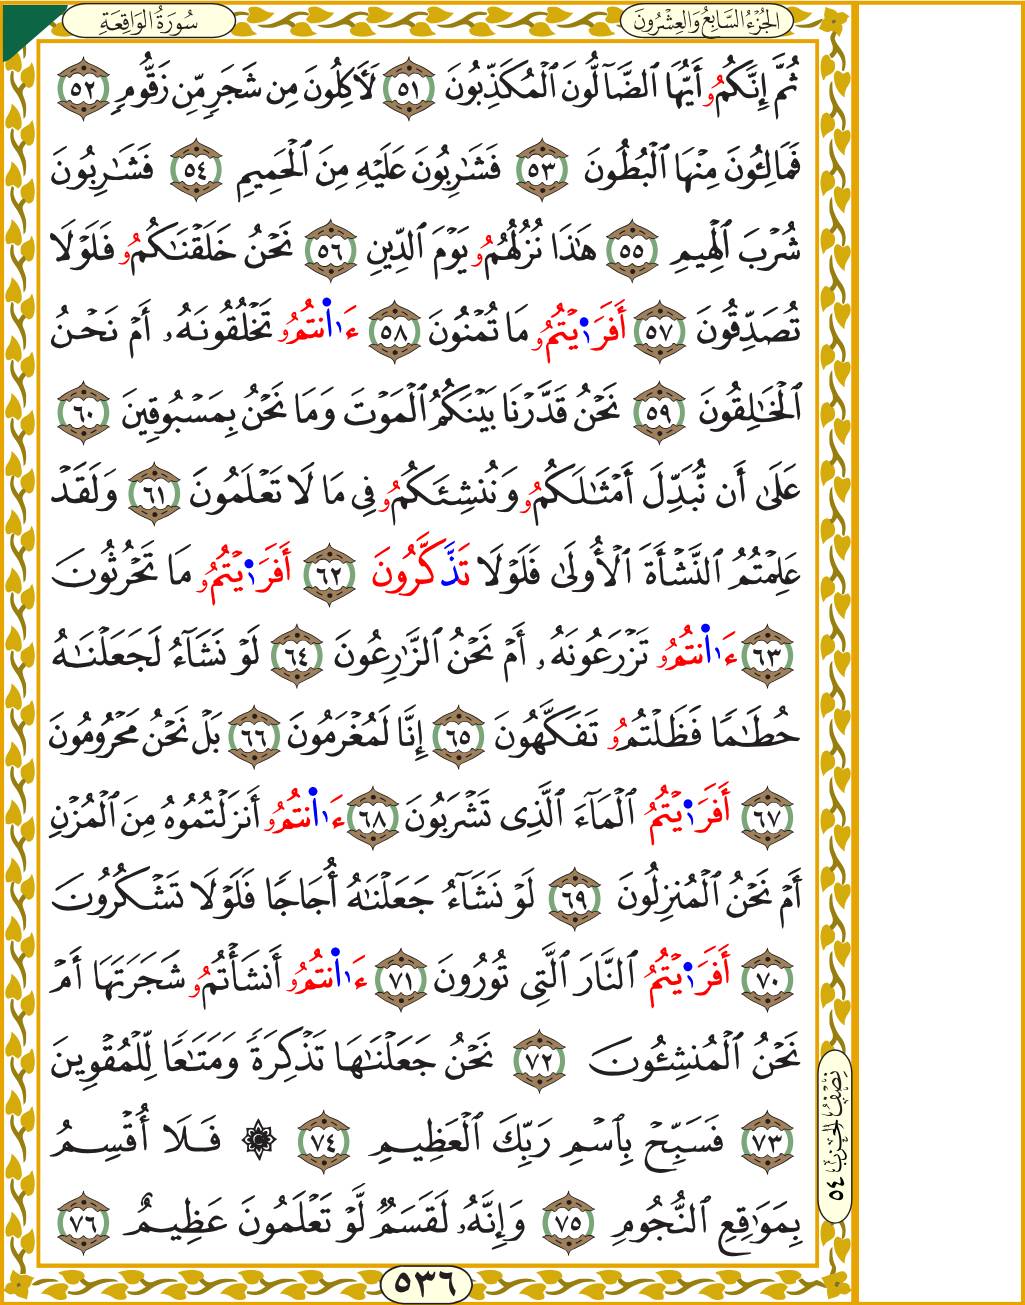 سُورَةُ الوَاقِعَةِ
الجُزْءُ السَّابِعُ وَالعِشْرُونَ
ثُمَّ إِنَّكُمُۥ أَيُّهَا ٱلضَّآلُّونَ ٱلْمُكَذِّبُونَ ٥١ لَأٓكِلُونَ مِن شَجَرٍ مِّن زَقُّومٍ ٥٢
فَمَالِـُٔونَ مِنْهَا ٱلْبُطُونَ ٥٣ فَشَٰرِبُونَ عَلَيْهِ مِنَ ٱلْحَمِيمِ ٥٤ فَشَٰرِبُونَ
شُرْبَ ٱلْهِيمِ ٥٥ هَٰذَا نُزُلُهُمُۥ يَوْمَ ٱلدِّينِ ٥٦ نَحْنُ خَلَقْنَٰكُمُۥ فَلَوْلَا
تُصَدِّقُونَ ٥٧ أَفَرَٰ۬يْتُمُۥ مَا تُمْنُونَ ٥٨ ءَا۬نتُمُۥ تَخْلُقُونَهُۥ أَمْ نَحْنُ
ٱلْخَٰلِقُونَ ٥٩ نَحْنُ قَدَّرْنَا بَيْنَكُمُ ٱلْمَوْتَ وَمَا نَحْنُ بِمَسْبُوقِينَ ٦٠
عَلَىٰ أَن نُّبَدِّلَ أَمْثَٰلَكُمُۥ وَنُنشِئَكُمُۥ فِى مَا لَا تَعْلَمُونَ ٦١ وَلَقَدْ
عَلِمْتُمُ ٱلنَّشْأَةَ ٱلْأُولَىٰ فَلَوْلَا تَذَّكَّرُونَ ٦٢ أَفَرَٰ۬يْتُمُۥ مَا تَحْرُثُونَ
٦٣ ءَا۬نتُمُۥ تَزْرَعُونَهُۥ أَمْ نَحْنُ ٱلزَّٰرِعُونَ ٦٤ لَوْ نَشَآءُ لَجَعَلْنَٰهُ
حُطَٰمًا فَظَلْتُمُۥ تَفَكَّهُونَ ٦٥ إِنَّا لَمُغْرَمُونَ ٦٦ بَلْ نَحْنُ مَحْرُومُونَ
٦٧ أَفَرَٰ۬يْتُمُ ٱلْمَآءَ ٱلَّذِى تَشْرَبُونَ ٦٨ ءَا۬نتُمُۥ أَنزَلْتُمُوهُ مِنَ ٱلْمُزْنِ
أَمْ نَحْنُ ٱلْمُنزِلُونَ ٦٩ لَوْ نَشَآءُ جَعَلْنَٰهُ أُجَاجًا فَلَوْلَا تَشْكُرُونَ
٧٠ أَفَرَٰ۬يْتُمُ ٱلنَّارَ ٱلَّتِى تُورُونَ ٧١ ءَا۬نتُمُۥ أَنشَأْتُمُۥ شَجَرَتَهَا أَمْ
نَحْنُ ٱلْمُنشِـُٔونَ ٧٢ نَحْنُ جَعَلْنَٰهَا تَذْكِرَةً وَمَتَٰعًا لِّلْمُقْوِينَ
٧٣ فَسَبِّحْ بِٱسْمِ رَبِّكَ ٱلْعَظِيمِ ٧٤ ۞ فَلَا أُقْسِمُ
بِمَوَٰقِعِ ٱلنُّجُومِ ٧٥ وَإِنَّهُۥ لَقَسَمٌ لَّوْ تَعْلَمُونَ عَظِيمٌ ٧٦
نِصْفُ الحِزْبِ ٥٤
٥٣٦